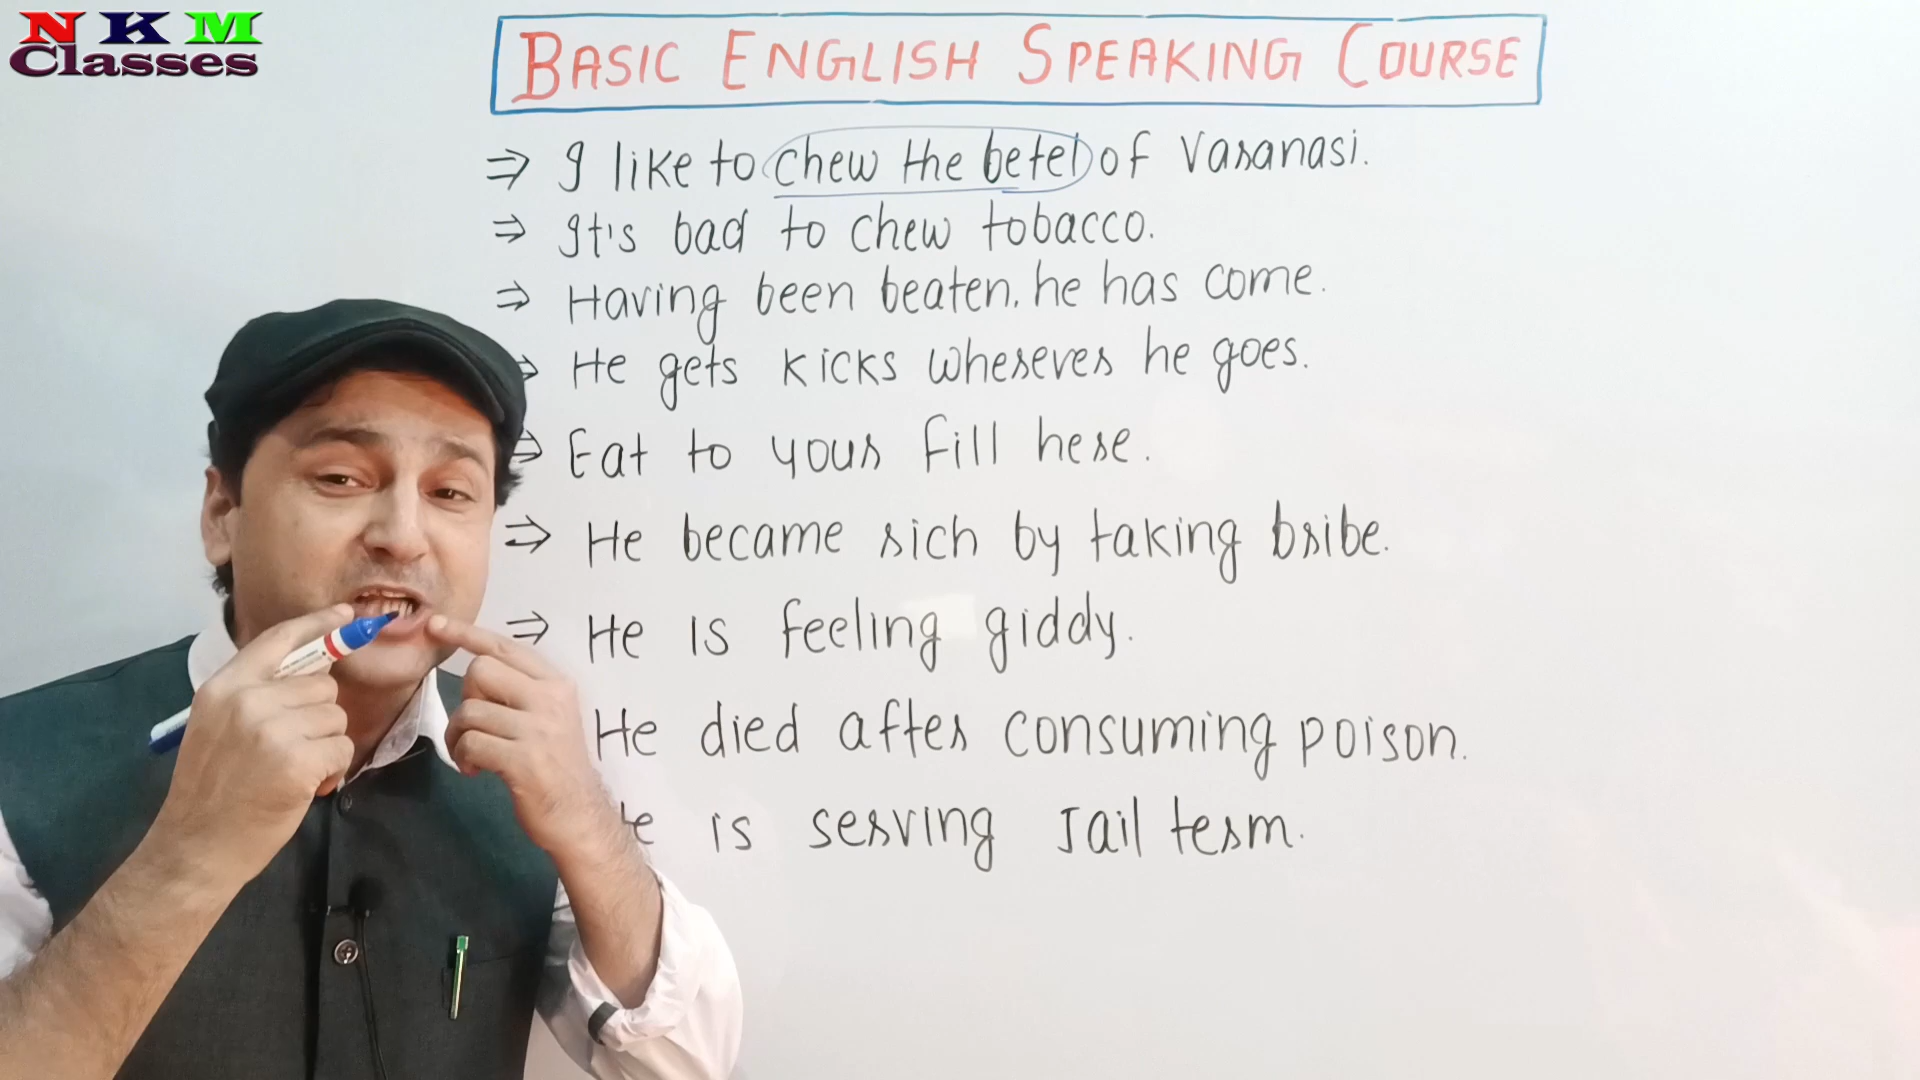 NKM
Classes
BASIC ENGLISH SPEAKING COURSE
⇒ I like to chew the betel of Varanasi.
⇒ It's bad to chew tobacco.
⇒ Having been beaten, he has come.
⇒ He gets kicks wherever he goes.
⇒ Eat to your fill here.
⇒ He became rich by taking bribe.
⇒ He is feeling giddy.
He died after consuming poison.
He is serving Jail term.